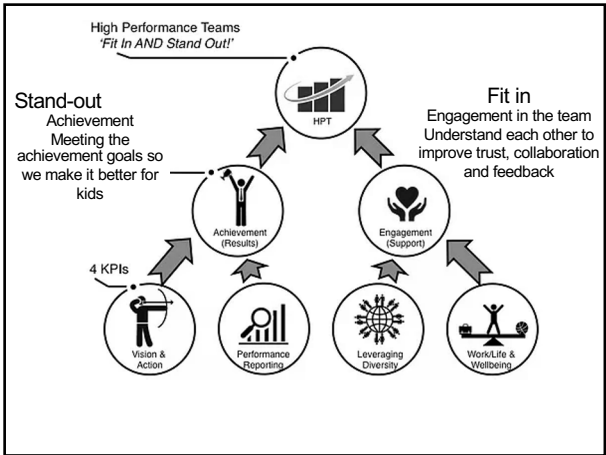 High Performance Teams
‘Fit In AND Stand Out!’
HPT
Stand-out
Achievement
Meeting the
achievement goals so
we make it better for
kids
Fit in
Engagement in the team
Understand each other to
improve trust, collaboration
and feedback
Achievement
(Results)
Engagement
(Support)
4 KPIs
Vision &
Action
Performance
Reporting
Leveraging
Diversity
Work/Life &
Wellbeing